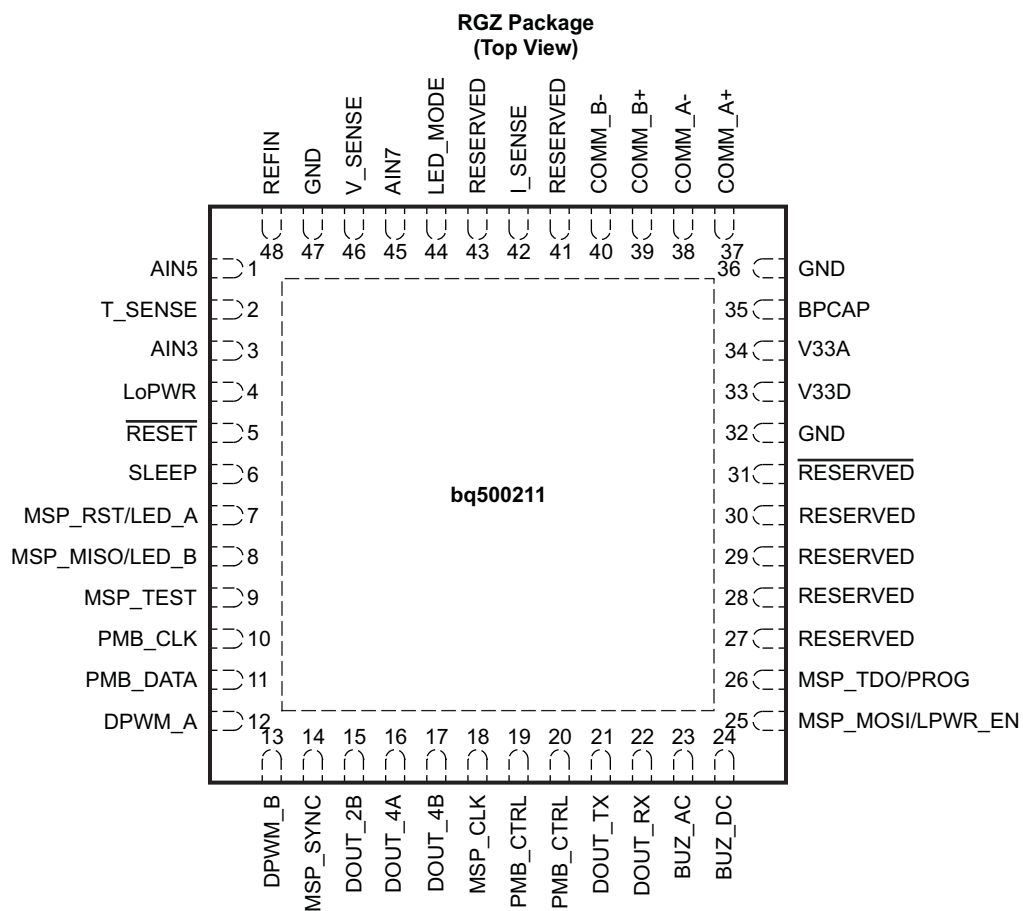 RGZ Package
(Top View)
REFIN
GND
V_SENSE
AIN7
LED_MODE
RESERVED
I_SENSE
RESERVED
COMM_B-
COMM_B+
COMM_A-
COMM_A+
48 47 46 45 44 43 42 41 40 39 38 37
AIN5 1
T_SENSE 2
AIN3 3
LoPWR 4
RESET 5
SLEEP 6
MSP_RST/LED_A 7
MSP_MISO/LED_B 8
MSP_TEST 9
PMB_CLK 10
PMB_DATA 11
DPWM_A 12
bq500211
36 GND
35 BPCAP
34 V33A
33 V33D
32 GND
31 RESERVED
30 RESERVED
29 RESERVED
28 RESERVED
27 RESERVED
26 MSP_TDO/PROG
25 MSP_MOSI/LPWR_EN
13 14 15 16 17 18 19 20 21 22 23 24
DPWM_B
MSP_SYNC
DOUT_2B
DOUT_4A
DOUT_4B
MSP_CLK
PMB_CTRL
PMB_CTRL
DOUT_TX
DOUT_RX
BUZ_AC
BUZ_DC